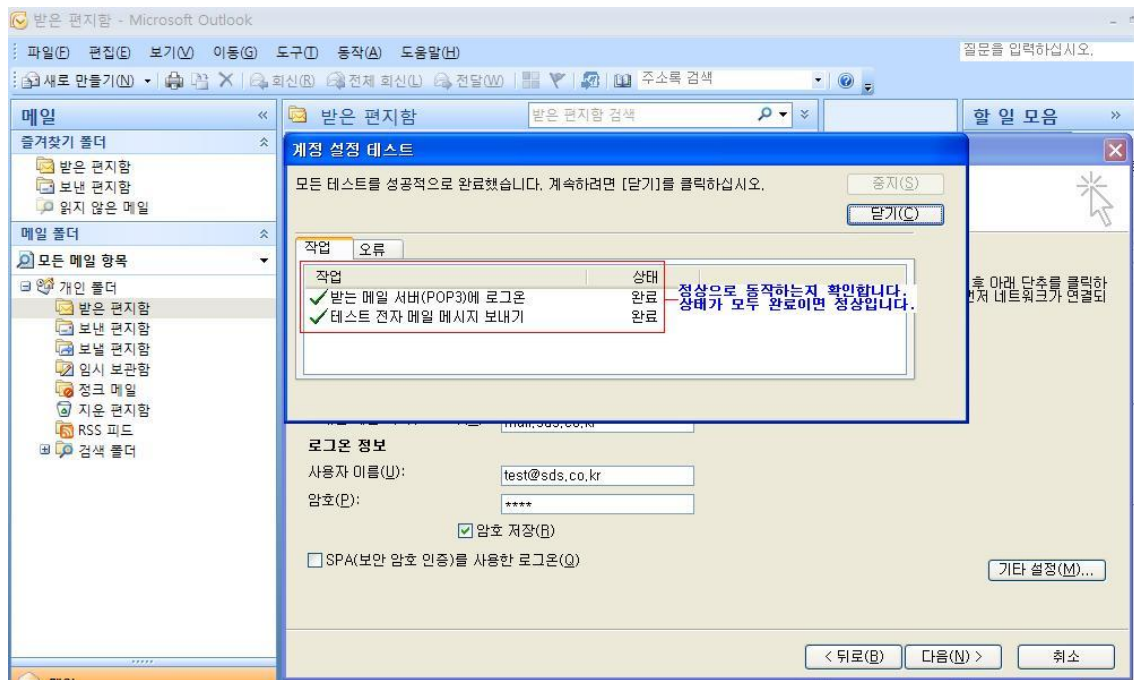 받은 편지함 - Microsoft Outlook
파일(F) 편집(E) 보기(V) 이동(G) 도구(T) 동작(A) 도움말(H)
질문을 입력하십시오.
새로 만들기(N) 회신(R) 전체 회신(L) 전달(W) 주소록 검색
메일
받은 편지함
받은 편지함 검색
할 일 모음
즐겨찾기 폴더
받은 편지함
보낸 편지함
읽지 않은 메일
메일 폴더
모든 메일 항목
개인 폴더
받은 편지함
보낸 편지함
보낼 편지함
임시 보관함
정크 메일
지운 편지함
RSS 피드
검색 폴더
계정 설정 테스트
모든 테스트를 성공적으로 완료했습니다. 계속하려면 [닫기]를 클릭하십시오.
중지(S)
닫기(C)
작업 오류
작업 상태
받는 메일 서버(POP3)에 로그온 완료
테스트 전자 메일 메시지 보내기 완료
정상으로 동작하는지 확인합니다.
상태가 모두 완료이면 정상입니다.
후 아래 단추를 클릭하
먼저 네트워크가 연결되
mail.sds.co.kr
로그온 정보
사용자 이름(U): test@sds.co.kr
암호(P): ****
암호 저장(R)
SPA(보안 암호 인증)를 사용한 로그온(Q)
기타 설정(M)...
< 뒤로(B) 다음(N) > 취소